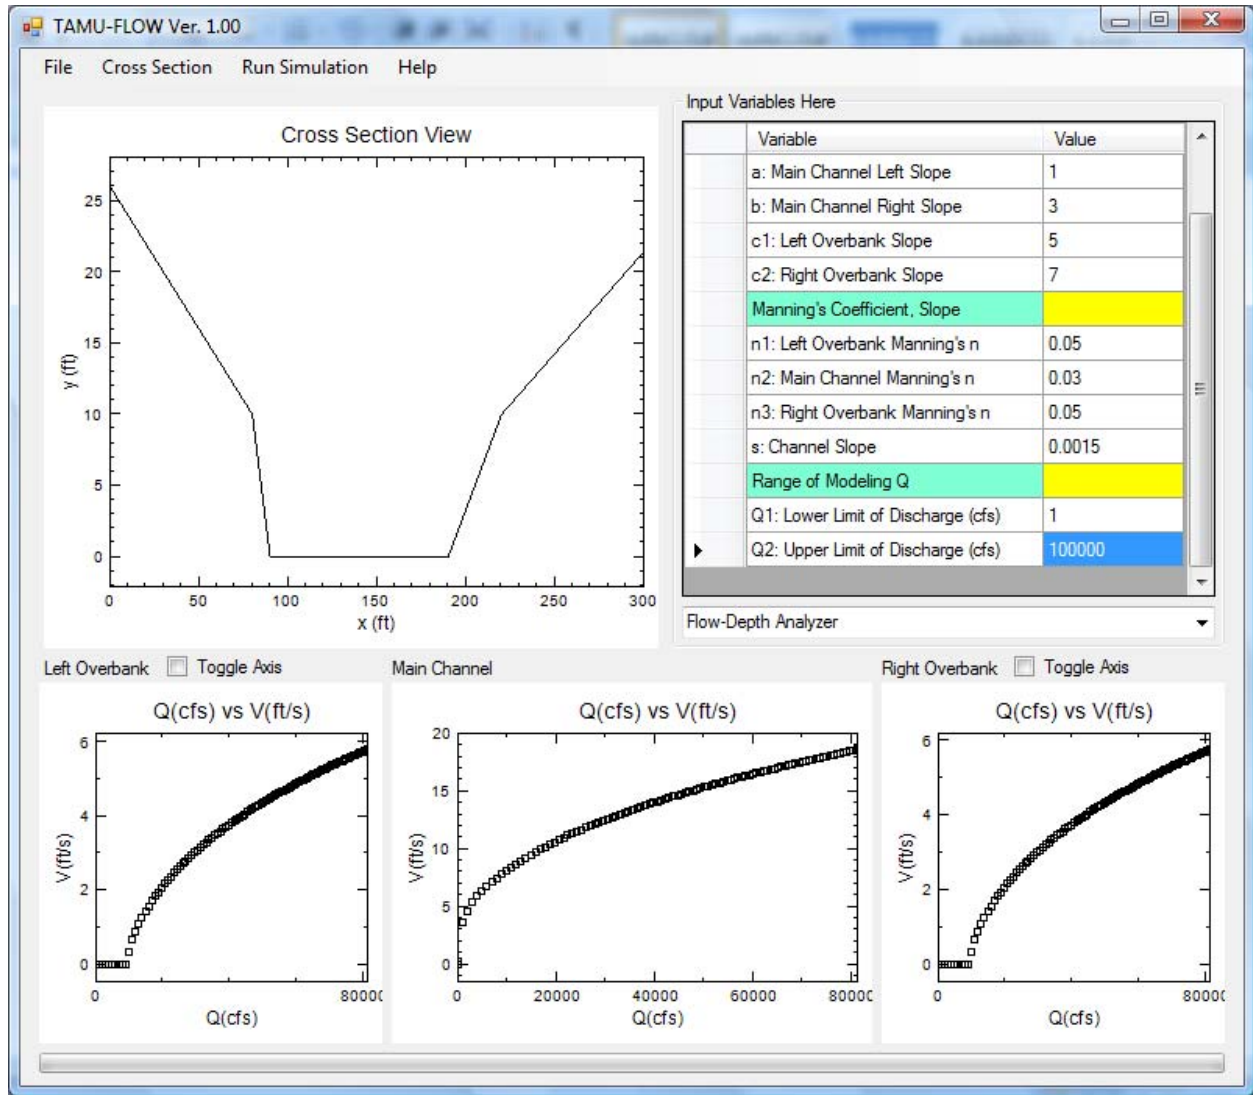 TAMU-FLOW Ver. 1.00
File Cross Section Run Simulation Help
Cross Section View
25
20
15
10
5
0
y (ft)
0 50 100 150 200 250 300
x (ft)
Input Variables Here
Variable Value
a: Main Channel Left Slope 1
b: Main Channel Right Slope 3
c1: Left Overbank Slope 5
c2: Right Overbank Slope 7
Manning's Coefficient, Slope
n1: Left Overbank Manning's n 0.05
n2: Main Channel Manning's n 0.03
n3: Right Overbank Manning's n 0.05
s: Channel Slope 0.0015
Range of Modeling Q
Q1: Lower Limit of Discharge (cfs) 1
Q2: Upper Limit of Discharge (cfs) 100000
Flow-Depth Analyzer
Left Overbank Toggle Axis
Q(cfs) vs V(ft/s)
6
4
2
0
V(ft/s)
0 80000
Q(cfs)
Main Channel
Q(cfs) vs V(ft/s)
20
15
10
5
0
V(ft/s)
0 20000 40000 60000 80000
Q(cfs)
Right Overbank Toggle Axis
Q(cfs) vs V(ft/s)
6
4
2
0
V(ft/s)
0 80000
Q(cfs)